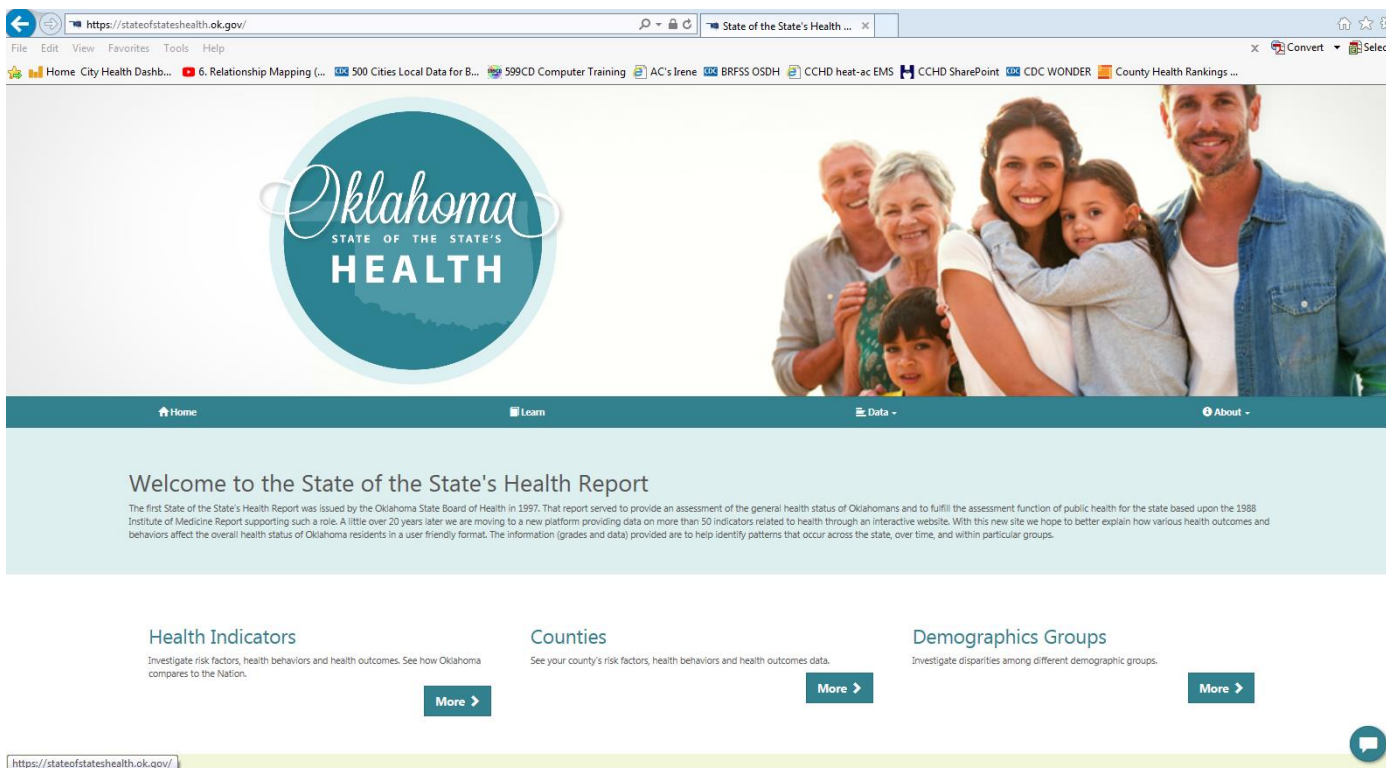 https://stateofstateshealth.ok.gov/
State of the State's Health ...
File Edit View Favorites Tools Help
Convert Selec
Home City Health Dashb... 6. Relationship Mapping (... 500 Cities Local Data for B... 599CD Computer Training AC's Irene BRFSS OSDH CCHD heat-ac EMS CCHD SharePoint CDC WONDER County Health Rankings ...
Oklahoma
STATE OF THE STATE'S
HEALTH
Home Learn Data About
Welcome to the State of the State's Health Report
The first State of the State's Health Report was issued by the Oklahoma State Board of Health in 1997. That report served to provide an assessment of the general health status of Oklahomans and to fulfill the assessment function of public health for the state based upon the 1988
Institute of Medicine Report supporting such a role. A little over 20 years later we are moving to a new platform providing data on more than 50 indicators related to health through an interactive website. With this new site we hope to better explain how various health outcomes and
behaviors affect the overall health status of Oklahoma residents in a user friendly format. The information (grades and data) provided are to help identify patterns that occur across the state, over time, and within particular groups.
Health Indicators
Investigate risk factors, health behaviors and health outcomes. See how Oklahoma
compares to the Nation.
More
Counties
See your county's risk factors, health behaviors and health outcomes data.
More
Demographics Groups
Investigate disparities among different demographic groups.
More
https://stateofstateshealth.ok.gov/